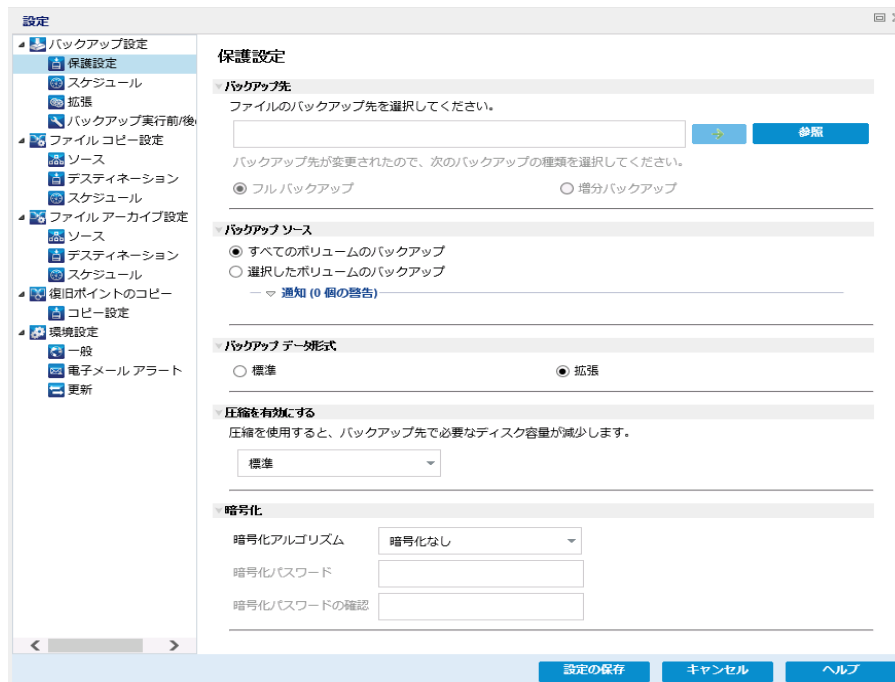 設定
バックアップ設定
保護設定
スケジュール
拡張
バックアップ実行前/後
ファイル コピー設定
ソース
デスティネーション
スケジュール
ファイル アーカイブ設定
ソース
デスティネーション
スケジュール
復旧ポイントのコピー
コピー設定
環境設定
一般
電子メール アラート
更新
保護設定
バックアップ先
ファイルのバックアップ先を選択してください。
参照
バックアップ先が変更されたので、次のバックアップの種類を選択してください。
フル バックアップ 増分バックアップ
バックアップ ソース
すべてのボリュームのバックアップ
選択したボリュームのバックアップ
通知 (0 個の警告)
バックアップ データ形式
標準 拡張
圧縮を有効にする
圧縮を使用すると、バックアップ先で必要なディスク容量が減少します。
標準
暗号化
暗号化アルゴリズム 暗号化なし
暗号化パスワード
暗号化パスワードの確認
設定の保存 キャンセル ヘルプ